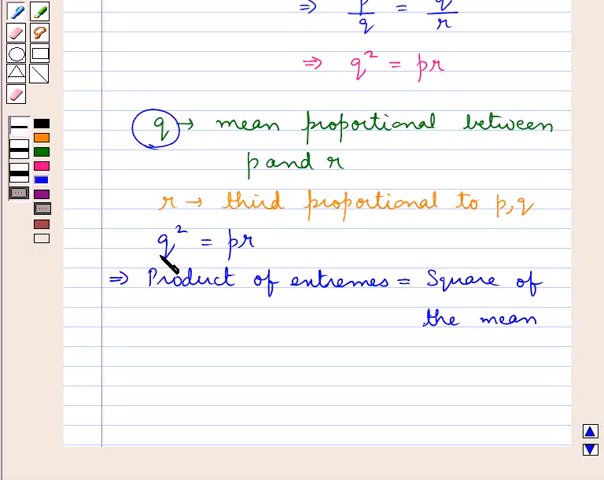 ⇒ p/q = q/r
⇒ q² = pr
q → mean proportional between
p and r
r → third proportional to p, q
q² = pr
⇒ Product of extremes = Square of
the mean